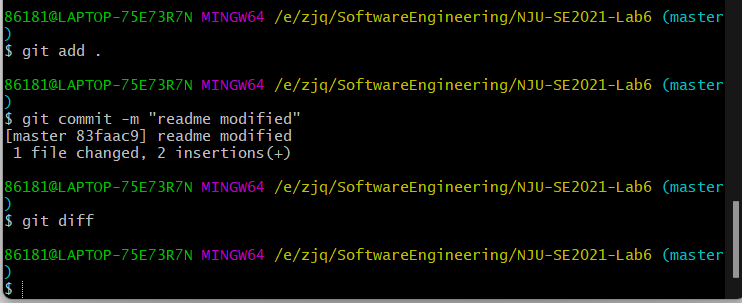 86181@LAPTOP-75E73R7N MINGW64 /e/zjq/SoftwareEngineering/NJU-SE2021-Lab6 (master
)
$ git add .
86181@LAPTOP-75E73R7N MINGW64 /e/zjq/SoftwareEngineering/NJU-SE2021-Lab6 (master
)
$ git commit -m "readme modified"
[master 83faac9] readme modified
 1 file changed, 2 insertions(+)
86181@LAPTOP-75E73R7N MINGW64 /e/zjq/SoftwareEngineering/NJU-SE2021-Lab6 (master
)
$ git diff
86181@LAPTOP-75E73R7N MINGW64 /e/zjq/SoftwareEngineering/NJU-SE2021-Lab6 (master
)
$